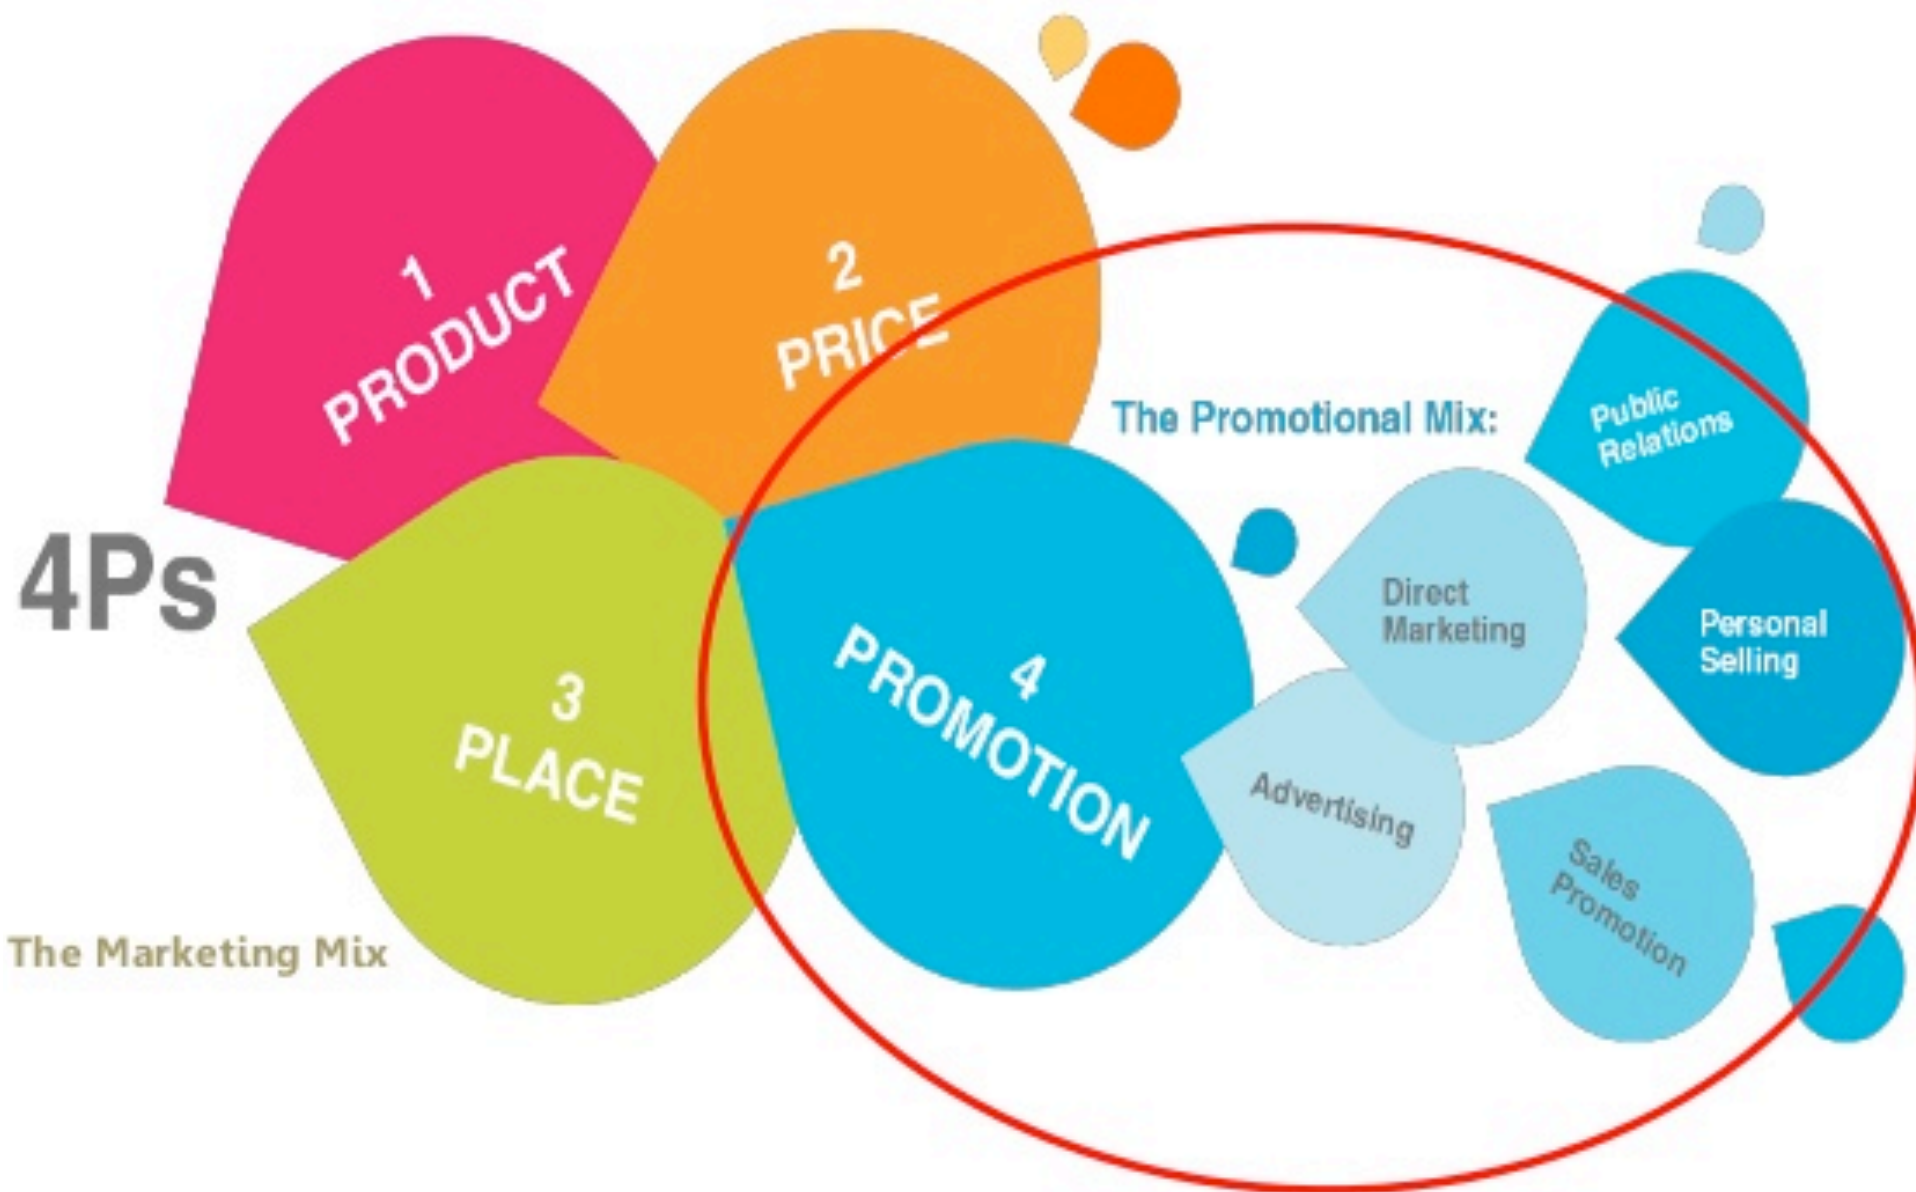 1
PRODUCT
2
PRICE
4Ps
3
PLACE
4
PROMOTION
The Marketing Mix
The Promotional Mix:
Public
Relations
Direct
Marketing
Personal
Selling
Advertising
Sales
Promotion